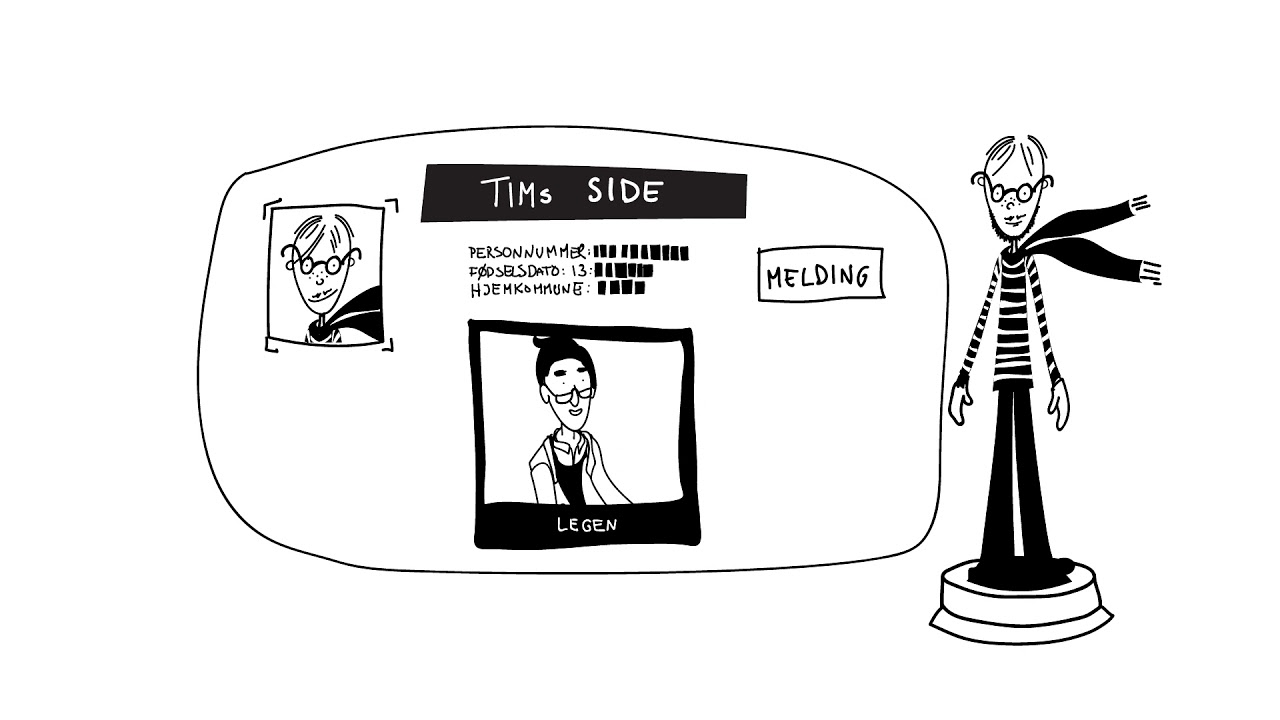 TIMs SIDE
PERSONNUMMER:
FØDSELSDATO: 13:
HJEMKOMMUNE:
MELDING
LEGEN